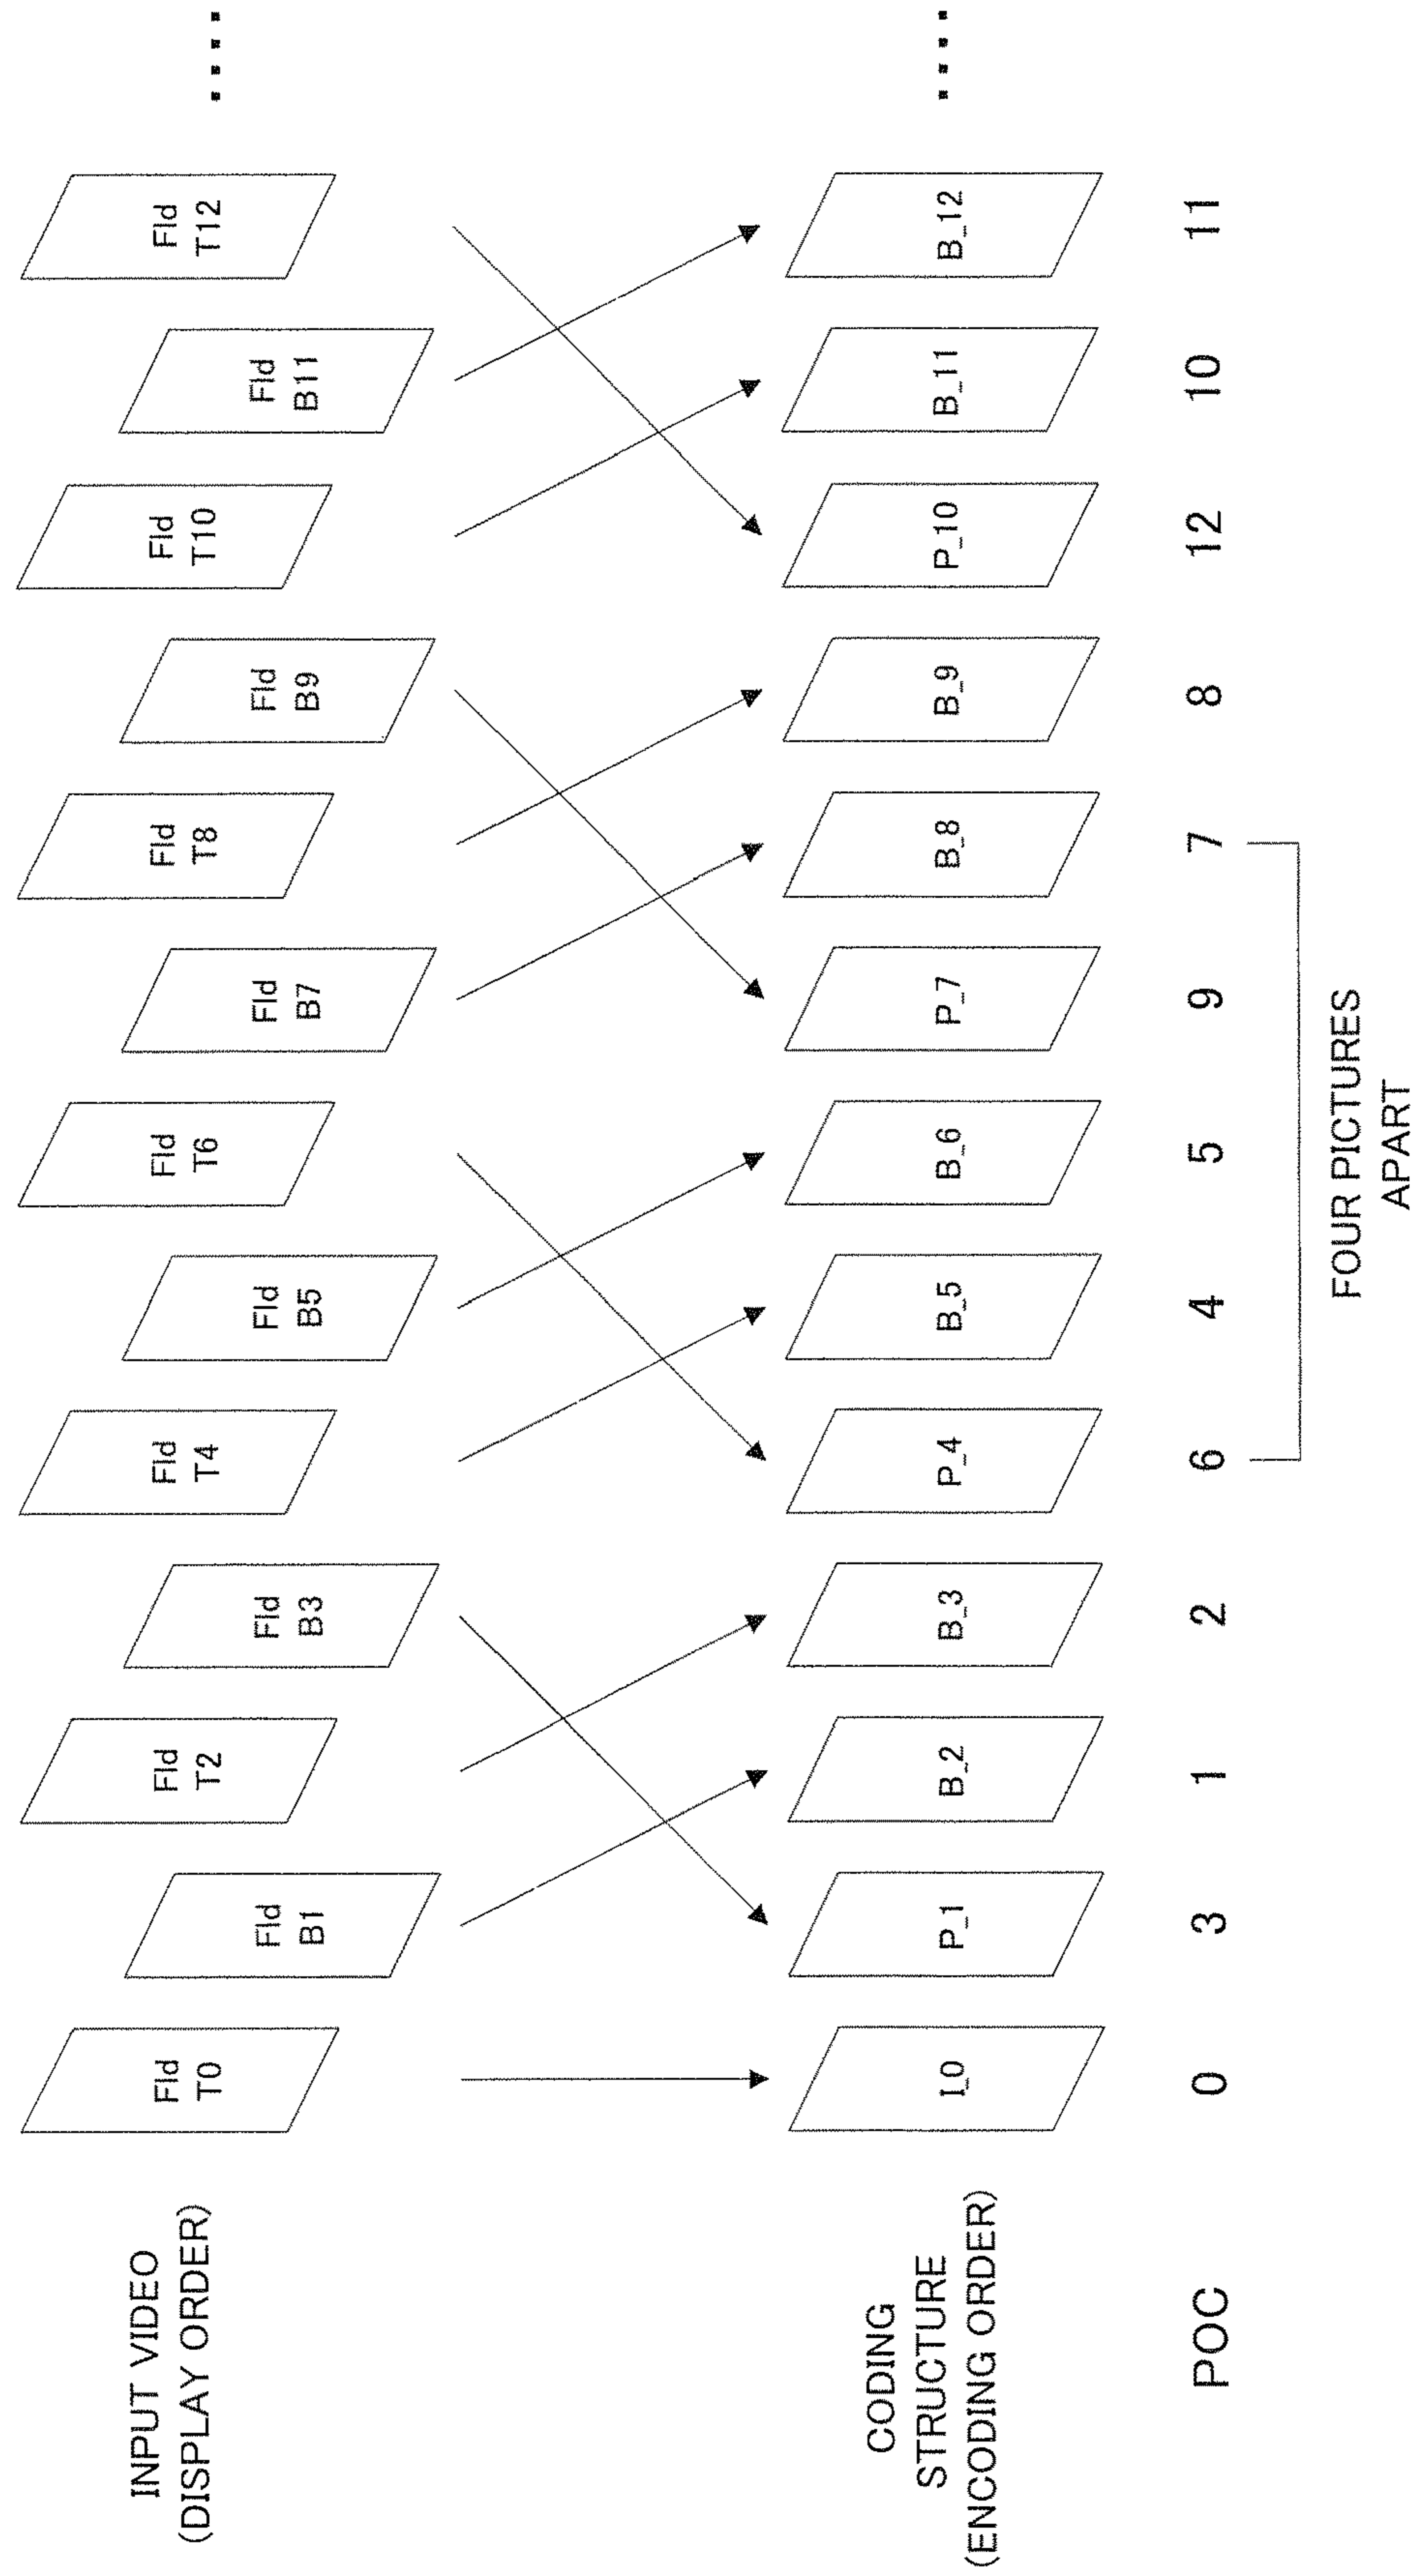 INPUT VIDEO
(DISPLAY ORDER)
Fld
T0
Fld
B1
Fld
T2
Fld
B3
Fld
T4
Fld
B5
Fld
T6
Fld
B7
Fld
T8
Fld
B9
Fld
T10
Fld
B11
Fld
T12
CODING
STRUCTURE
(ENCODING ORDER)
I_0
P_1
B_2
B_3
P_4
B_5
B_6
P_7
B_8
B_9
P_10
B_11
B_12
POC 0 3 1 2 6 4 5 9 7 8 12 10 11
FOUR PICTURES
APART